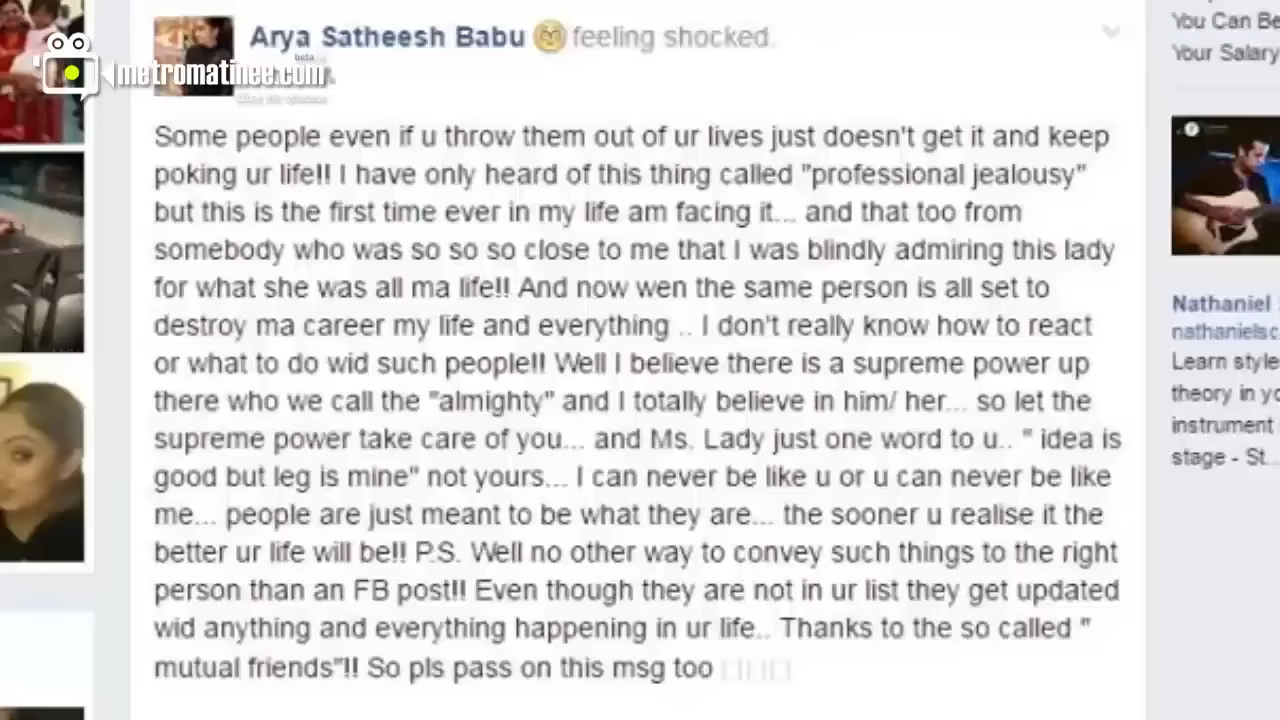 Arya Satheesh Babu feeling shocked.
beta
metromatinee.com
Some people even if u throw them out of ur lives just doesn't get it and keep
poking ur life!! I have only heard of this thing called "professional jealousy"
but this is the first time ever in my life am facing it... and that too from
somebody who was so so so close to me that I was blindly admiring this lady
for what she was all ma life!! And now wen the same person is all set to
destroy ma career my life and everything .. I don't really know how to react
or what to do wid such people!! Well I believe there is a supreme power up
there who we call the "almighty" and I totally believe in him/ her... so let the
supreme power take care of you... and Ms. Lady just one word to u.. " idea is
good but leg is mine" not yours... I can never be like u or u can never be like
me... people are just meant to be what they are... the sooner u realise it the
better ur life will be!! P.S. Well no other way to convey such things to the right
person than an FB post!! Even though they are not in ur list they get updated
wid anything and everything happening in ur life.. Thanks to the so called "
mutual friends"!! So pls pass on this msg too
You Can Be
Your Salary
Nathaniel
nathanielsc
Learn style
theory in yo
instrument
stage - St...